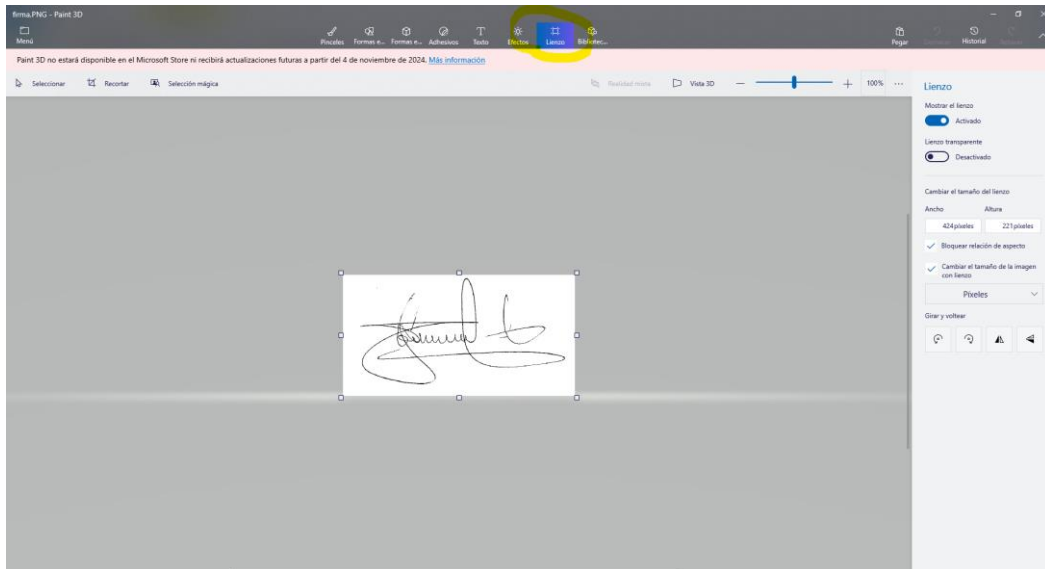 firma.PNG - Paint 3D
Menú
Pinceles
Formas e...
Formas e...
Adhesivos
Texto
Efectos
Lienzo
Bibliotec...
Pegar
Historial
Paint 3D no estará disponible en el Microsoft Store ni recibirá actualizaciones futuras a partir del 4 de noviembre de 2024. Más información
Seleccionar
Recortar
Selección mágica
Realidad mixta
Vista 3D
100%
Lienzo
Mostrar el lienzo
Activado
Lienzo transparente
Desactivado
Cambiar el tamaño del lienzo
Ancho Altura
424píxeles 221píxeles
Bloquear relación de aspecto
Cambiar el tamaño de la imagen
con lienzo
Píxeles
Girar y voltear